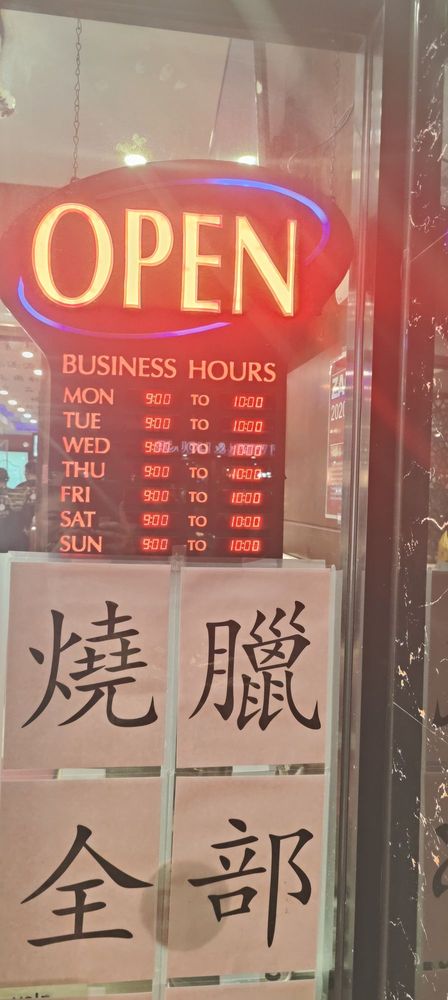 OPEN
BUSINESS HOURS
MON 9:00 TO 10:00
TUE 9:00 TO 10:00
WED 9:00 TO 10:00
THU 9:00 TO 10:00
FRI 9:00 TO 10:00
SAT 9:00 TO 10:00
SUN 9:00 TO 10:00
ZA
2020
燒臘
全部